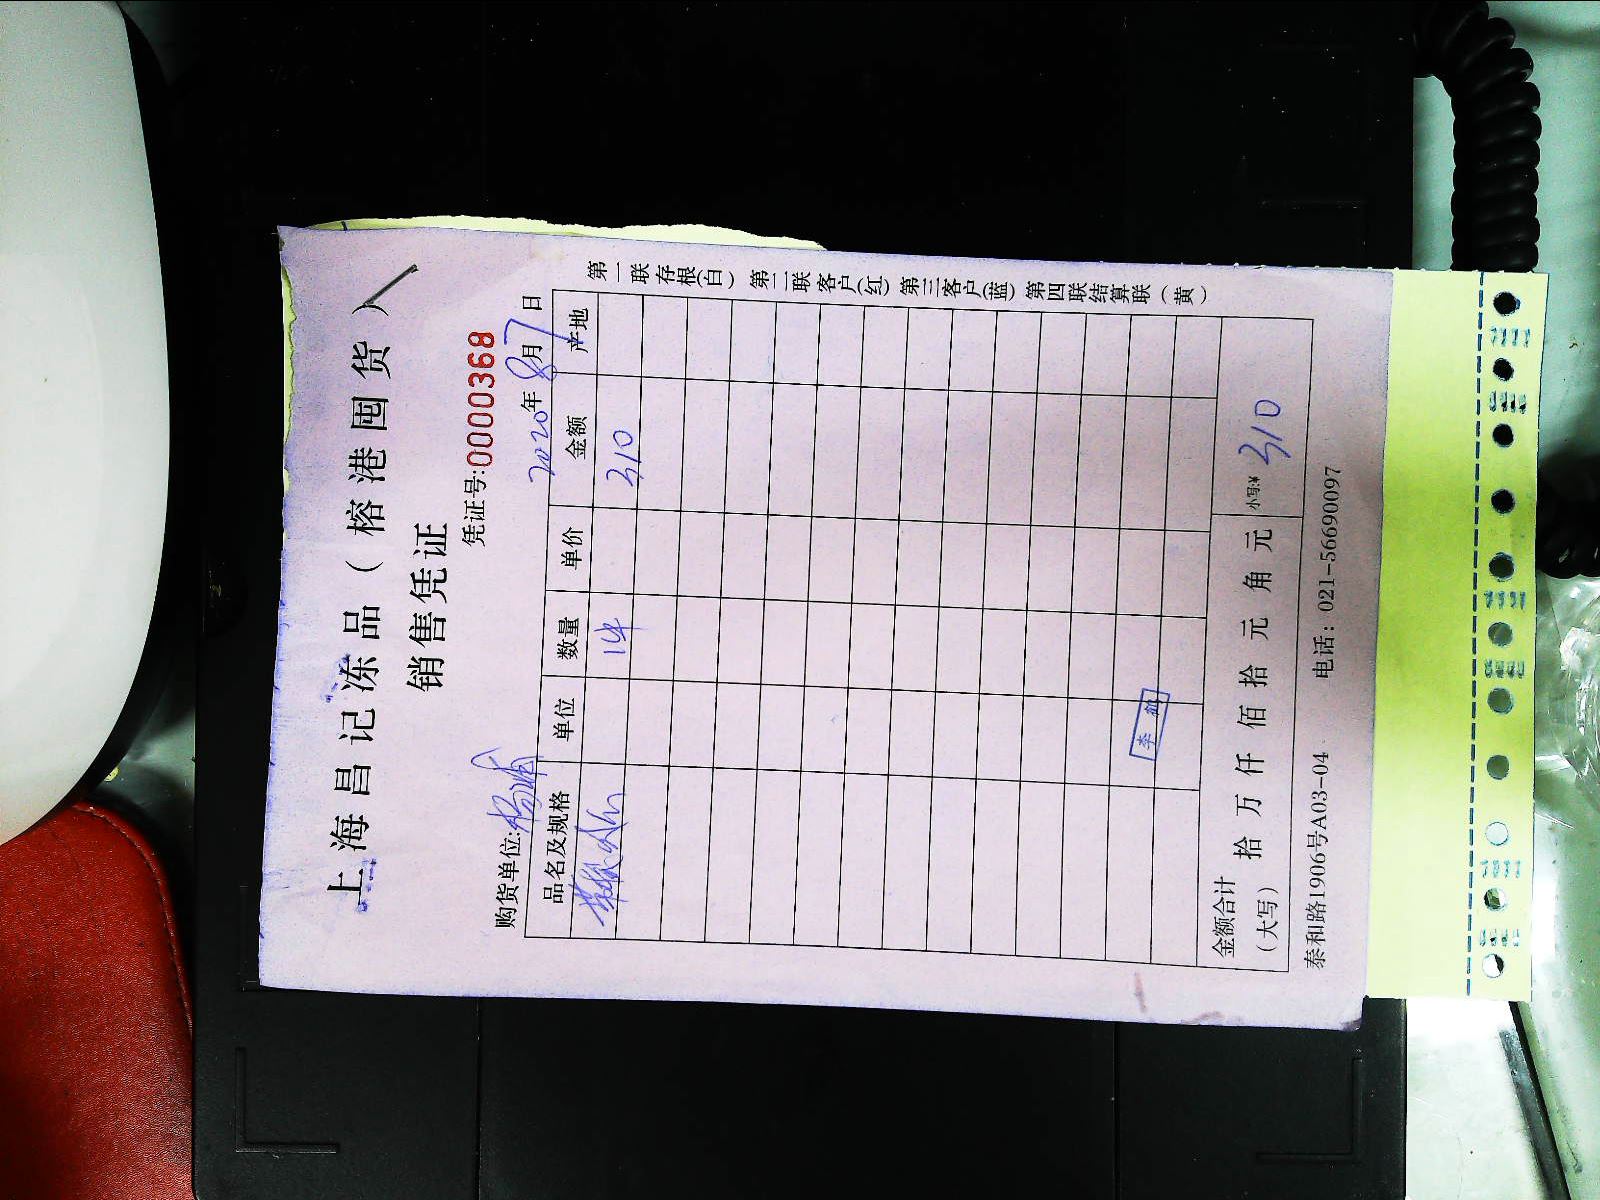 上海昌记冻品（榕港囤货）
销售凭证
凭证号:0000368
购货单位:
2020年8月7日
品名及规格 单位 数量 单价 金额 产地
1件 310
金额合计（大写） 拾 万 仟 佰 拾 元 角 元 小写:¥ 310
泰和路1906号A03-04 电话：021-56690097
第一联存根(白) 第二联客户(红) 第三客户(蓝) 第四联结算联（黄）